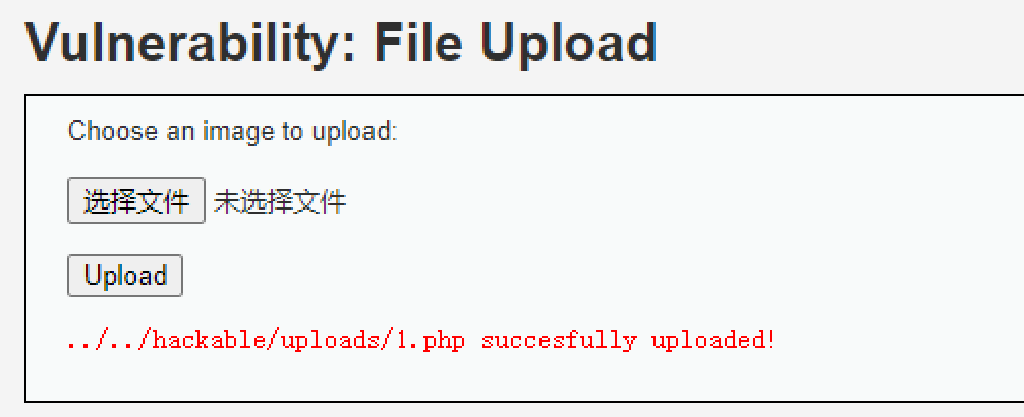 Vulnerability: File Upload
Choose an image to upload:
选择文件 未选择文件
Upload
../../hackable/uploads/1.php succesfully uploaded!